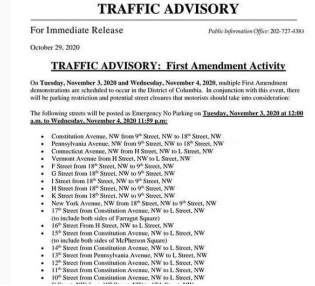 TRAFFIC ADVISORY
For Immediate Release
Public Information Office: 202-727-4383
October 29, 2020
TRAFFIC ADVISORY: First Amendment Activity
On Tuesday, November 3, 2020 and Wednesday, November 4, 2020, multiple First Amendment
demonstrations are scheduled to occur in the District of Columbia. In conjunction with this event, there
will be parking restriction and potential street closures that motorists should take into consideration:
The following streets will be posted as Emergency No Parking on Tuesday, November 3, 2020 at 12:00
a.m. to Wednesday, November 4, 2020 11:59 p.m:
• Constitution Avenue, NW from 9th Street, NW to 18th Street, NW
• Pennsylvania Avenue, NW from 9th Street, NW to 18th Street, NW
• Connecticut Avenue, NW from H Street, NW to L Street, NW
• Vermont Avenue from H Street, NW to L Street, NW
• F Street from 18th Street, NW to 9th Street, NW
• G Street from 18th Street, NW to 9th Street, NW
• I Street from 18th Street, NW to 9th Street, NW
• H Street from 18th Street, NW to 9th Street, NW
• K Street from 18th Street, NW to 9th Street, NW
• New York Avenue, NW from 18th Street, NW to 9th Street, NW
• 17th Street from Constitution Avenue, NW to L Street, NW
(to include both sides of Farragut Square)
• 16th Street From H Street, NW to L Street, NW
• 15th Street from Constitution Avenue, NW to L Street, NW
(to include both sides of McPherson Square)
• 14th Street from Constitution Avenue, NW to L Street, NW
• 13th Street from Pennsylvania Avenue, NW to L Street, NW
• 12th Street from Constitution Avenue, NW to L Street, NW
• 11th Street from Constitution Avenue, NW to L Street, NW
• 10th Street from Constitution Avenue, NW to L Street, NW